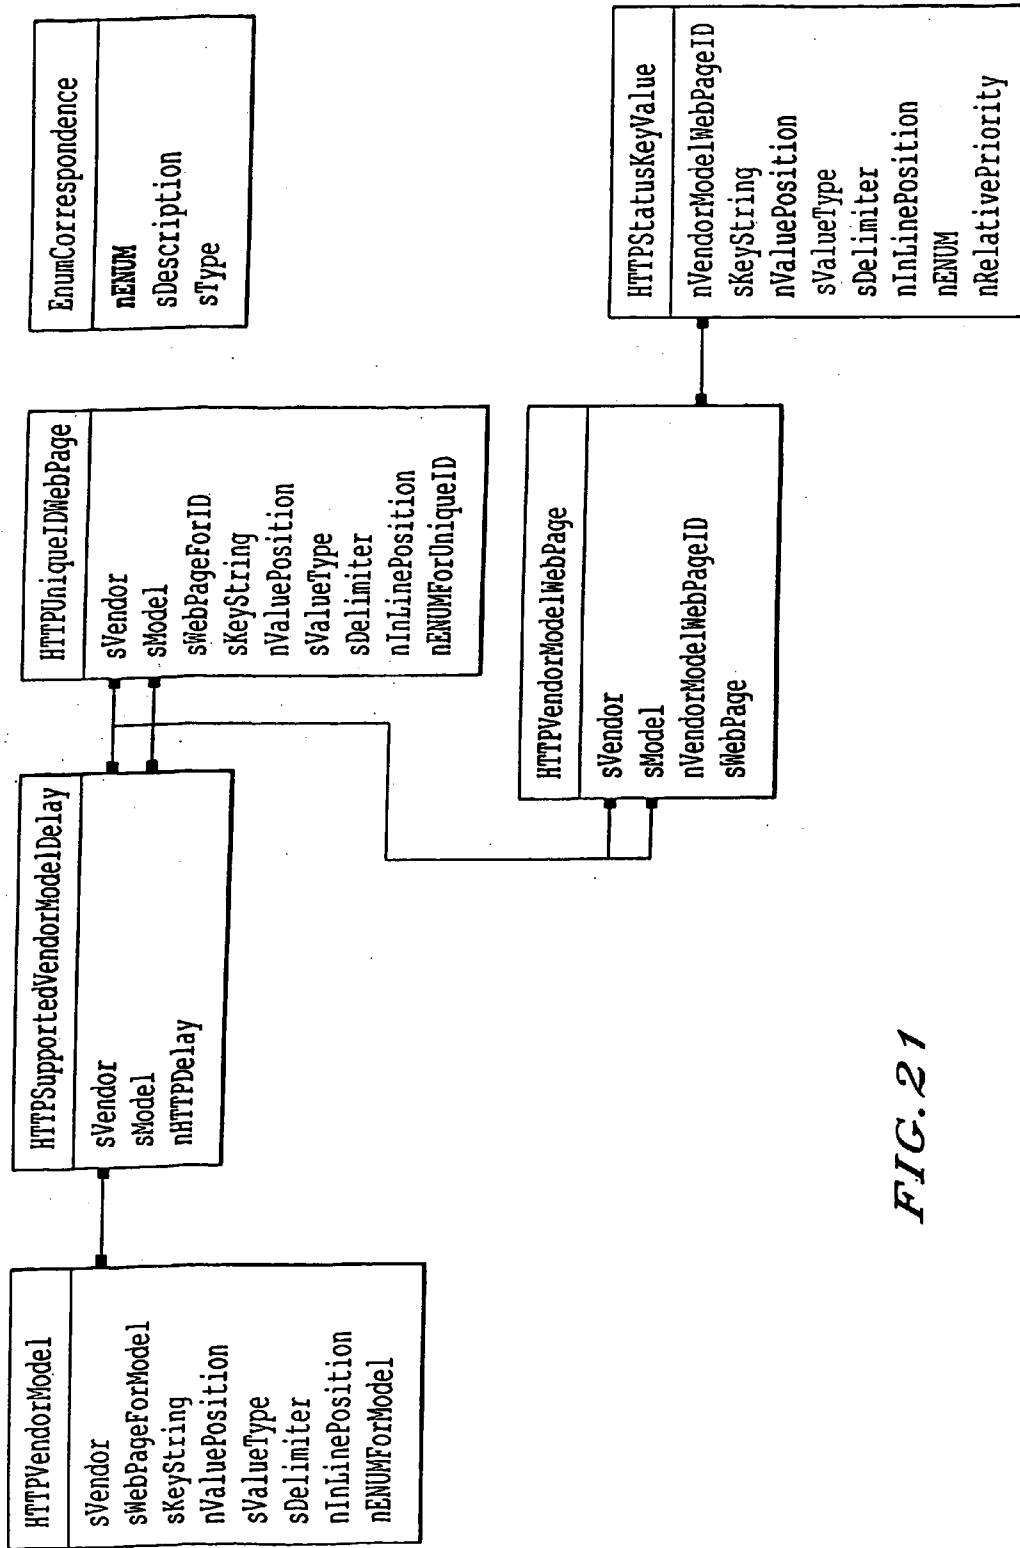 HTTPVendorModel
sVendor
sWebPageForModel
sKeyString
nValuePosition
sValueType
sDelimiter
nInLinePosition
nENUMForModel
HTTPSupportedVendorModelDelay
sVendor
sModel
nHTTPDelay
HTTPUniqueIDWebPage
sVendor
sModel
sWebPageForID
sKeyString
nValuePosition
sValueType
sDelimiter
nInLinePosition
nENUMForUniqueID
EnumCorrespondence
nENUM
sDescription
sType
HTTPVendorModelWebPage
sVendor
sModel
nVendorModelWebPageID
sWebPage
HTTPStatusKeyValue
nVendorModelWebPageID
sKeyString
nValuePosition
sValueType
sDelimiter
nInLinePosition
nENUM
nRelativePriority
FIG. 21